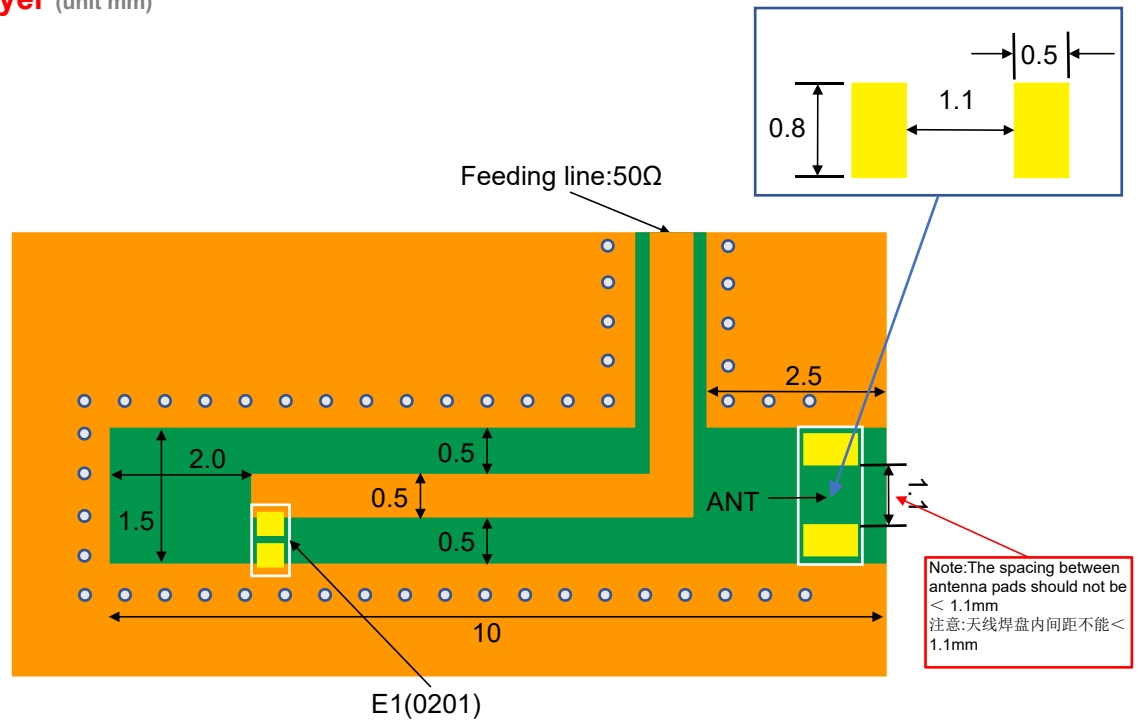 yer (unit mm)
0.5
1.1
0.8
Feeding line:50Ω
2.5
2.0
0.5
0.5
1.5
0.5
ANT
1.1
10
Note:The spacing between
antenna pads should not be
< 1.1mm
注意:天线焊盘内间距不能<
1.1mm
E1(0201)